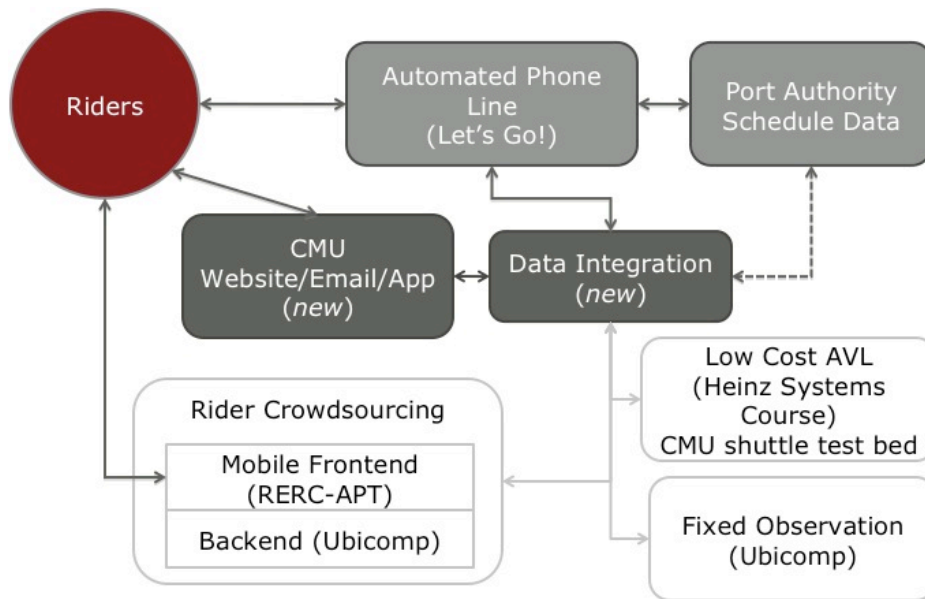 Riders
Automated Phone
Line
(Let's Go!)
Port Authority
Schedule Data
CMU
Website/Email/App
(new)
Data Integration
(new)
Low Cost AVL
(Heinz Systems
Course)
CMU shuttle test bed
Rider Crowdsourcing
Mobile Frontend
(RERC-APT)
Backend (Ubicomp)
Fixed Observation
(Ubicomp)